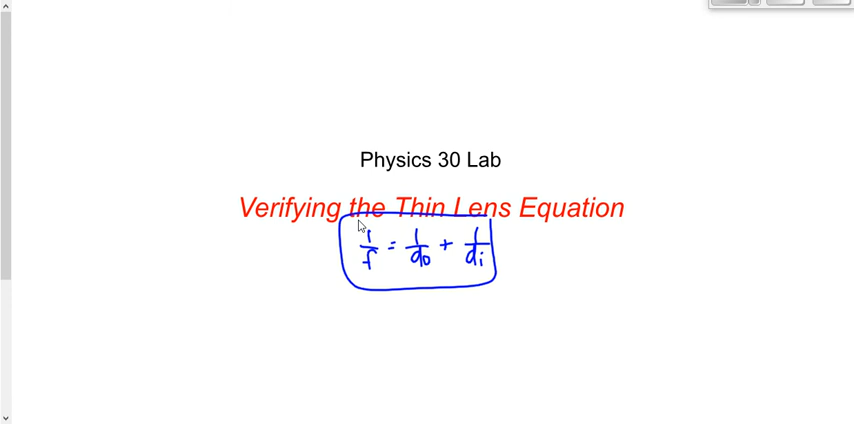 Physics 30 Lab
Verifying the Thin Lens Equation
1/f = 1/do + 1/di